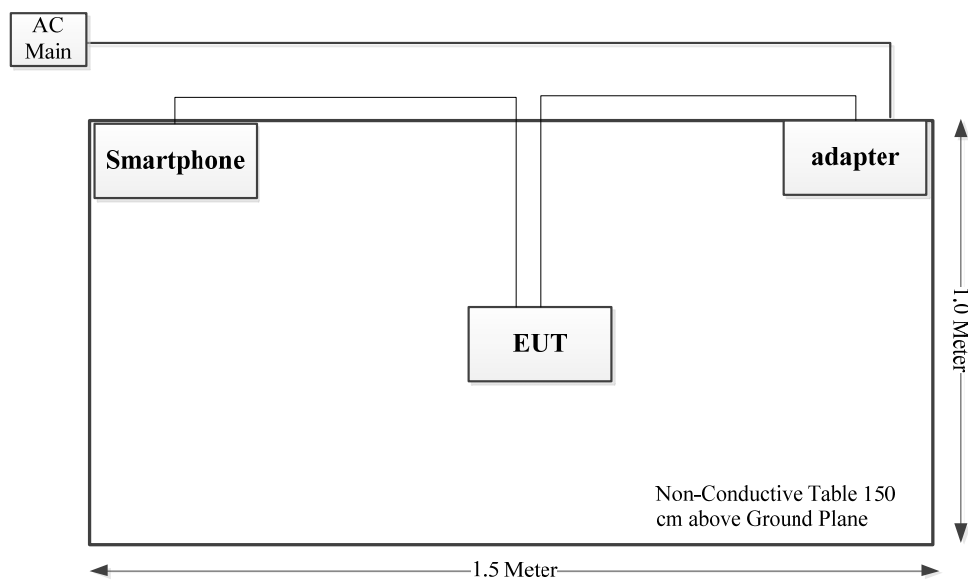 AC
Main
Smartphone
adapter
EUT
1.0 Meter
Non-Conductive Table 150
cm above Ground Plane
1.5 Meter